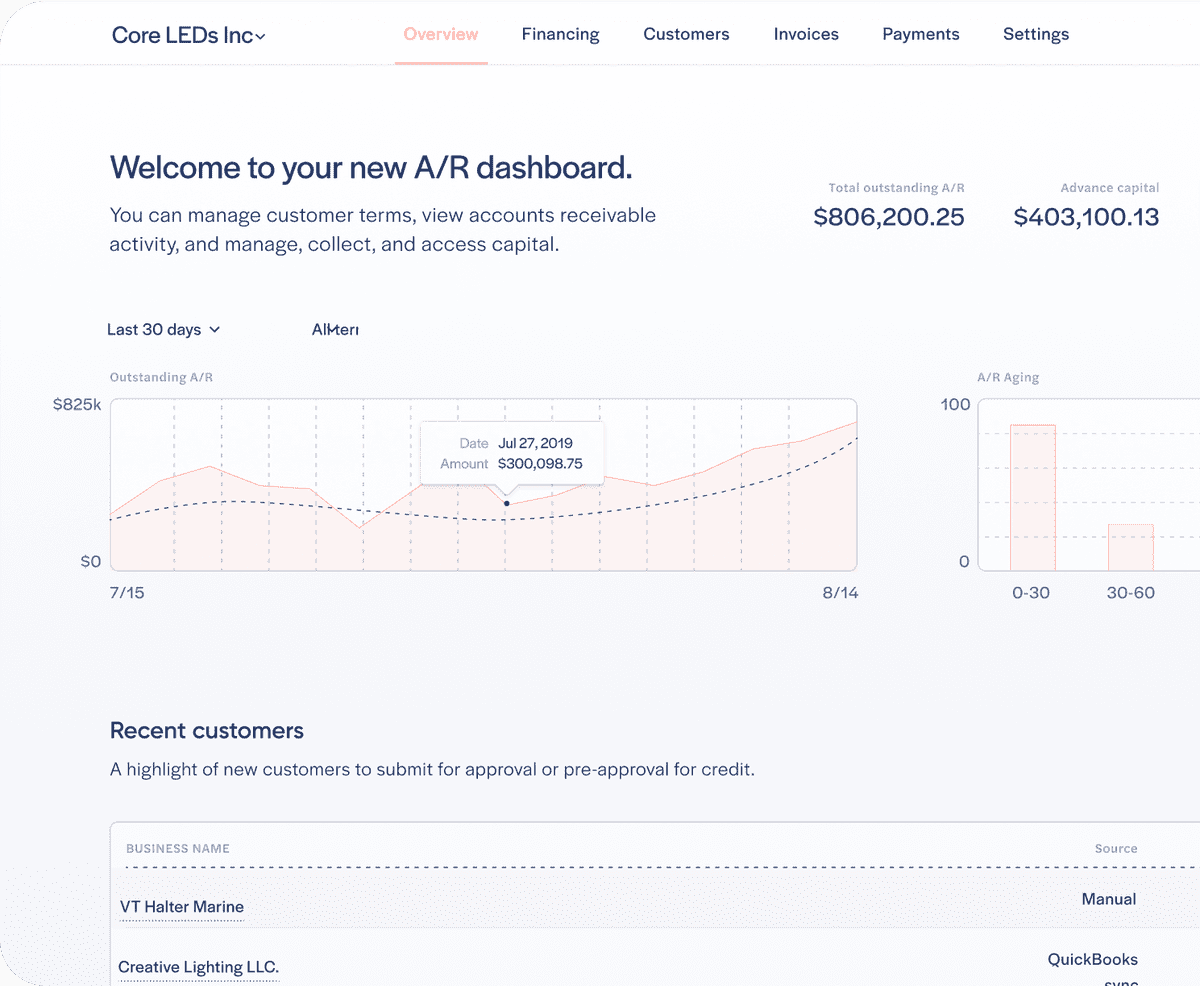 Core LEDs Inc
Overview
Financing
Customers
Invoices
Payments
Settings
Welcome to your new A/R dashboard.
You can manage customer terms, view accounts receivable
activity, and manage, collect, and access capital.
Total outstanding A/R
$806,200.25
Advance capital
$403,100.13
Last 30 days
Outstanding A/R
$825k
$0
Date Jul 27, 2019
Amount $300,098.75
7/15
8/14
A/R Aging
100
0
0-30
30-60
Recent customers
A highlight of new customers to submit for approval or pre-approval for credit.
BUSINESS NAME
Source
VT Halter Marine
Manual
Creative Lighting LLC.
QuickBooks
sync